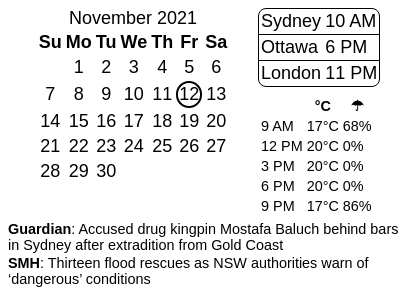 November 2021
Su Mo Tu We Th Fr Sa
1 2 3 4 5 6
7 8 9 10 11 12 13
14 15 16 17 18 19 20
21 22 23 24 25 26 27
28 29 30
Sydney 10 AM
Ottawa 6 PM
London 11 PM
°C ☂
9 AM 17°C 68%
12 PM 20°C 0%
3 PM 20°C 0%
6 PM 20°C 0%
9 PM 17°C 86%
Guardian: Accused drug kingpin Mostafa Baluch behind bars
in Sydney after extradition from Gold Coast
SMH: Thirteen flood rescues as NSW authorities warn of
‘dangerous’ conditions